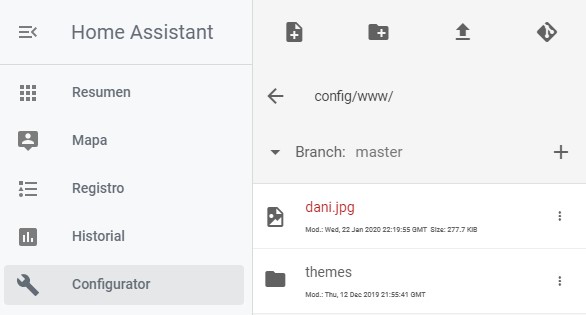 Home Assistant
Resumen
Mapa
Registro
Historial
Configurator
config/www/
Branch: master
dani.jpg
Mod.: Wed, 22 Jan 2020 22:19:55 GMT Size: 277.7 KiB
themes
Mod.: Thu, 12 Dec 2019 21:55:41 GMT